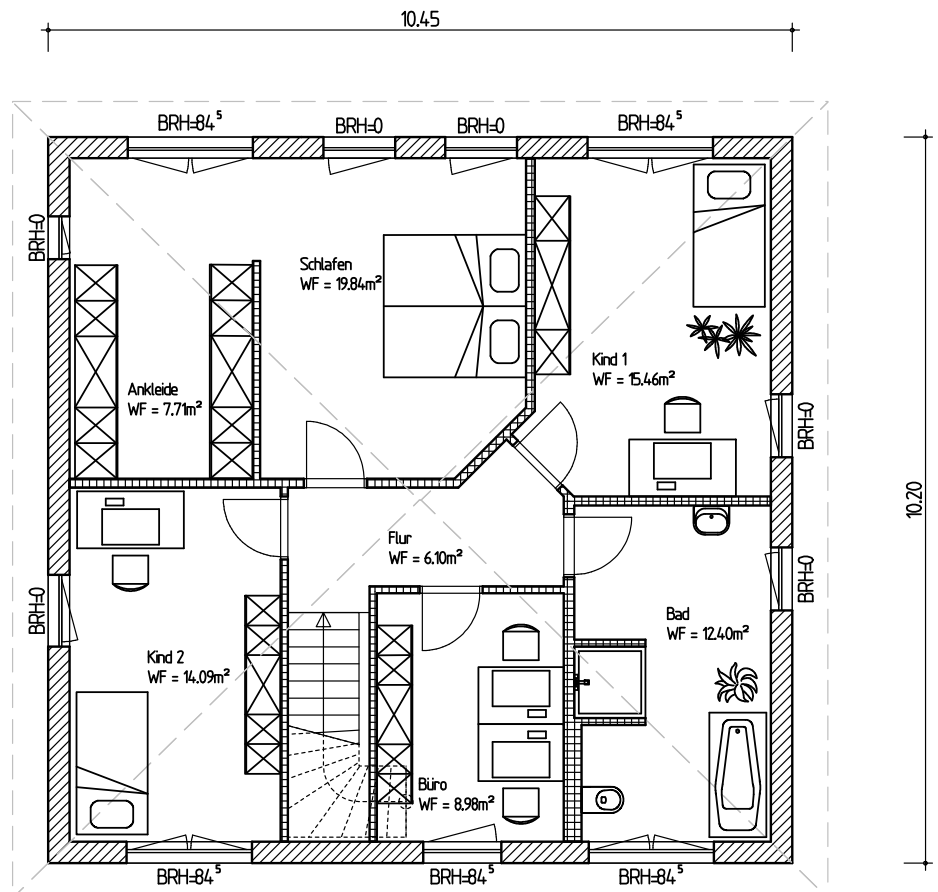 10.45
BRH=84⁵
BRH=0
BRH=0
BRH=84⁵
BRH=0
Schlafen
WF = 19.84m²
Kind 1
WF = 15.46m²
Ankleide
WF = 7.71m²
BRH=0
10.20
Flur
WF = 6.10m²
BRH=0
BRH=0
Bad
WF = 12.40m²
Kind 2
WF = 14.09m²
Büro
WF = 8.98m²
BRH=84⁵
BRH=84⁵
BRH=84⁵